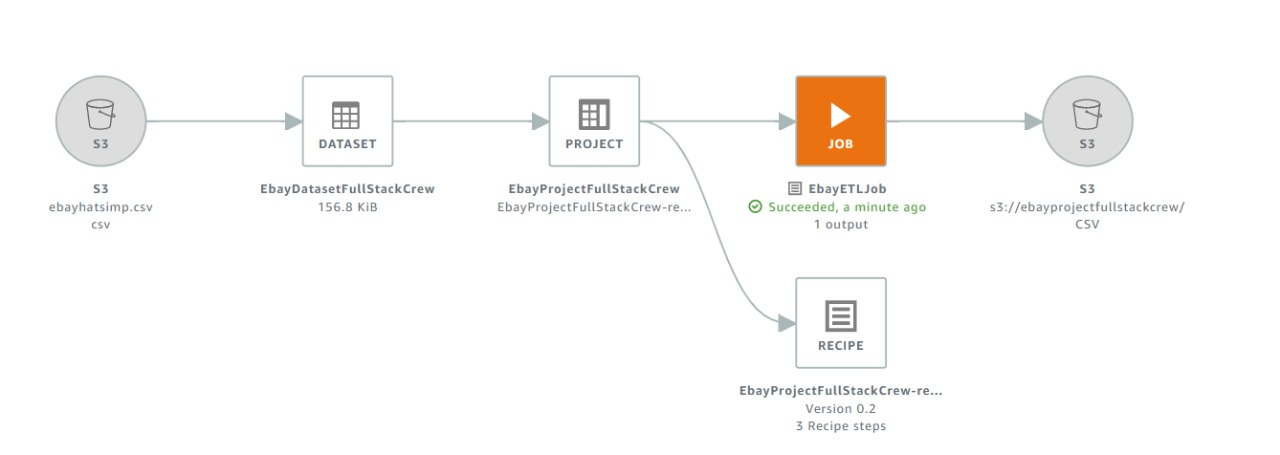 S3
S3
ebayhatsimp.csv
csv
DATASET
EbayDatasetFullStackCrew
156.8 KiB
PROJECT
EbayProjectFullStackCrew
EbayProjectFullStackCrew-re...
JOB
EbayETLJob
Succeeded, a minute ago
1 output
S3
S3
s3://ebayprojectfullstackcrew/
CSV
RECIPE
EbayProjectFullStackCrew-re...
Version 0.2
3 Recipe steps